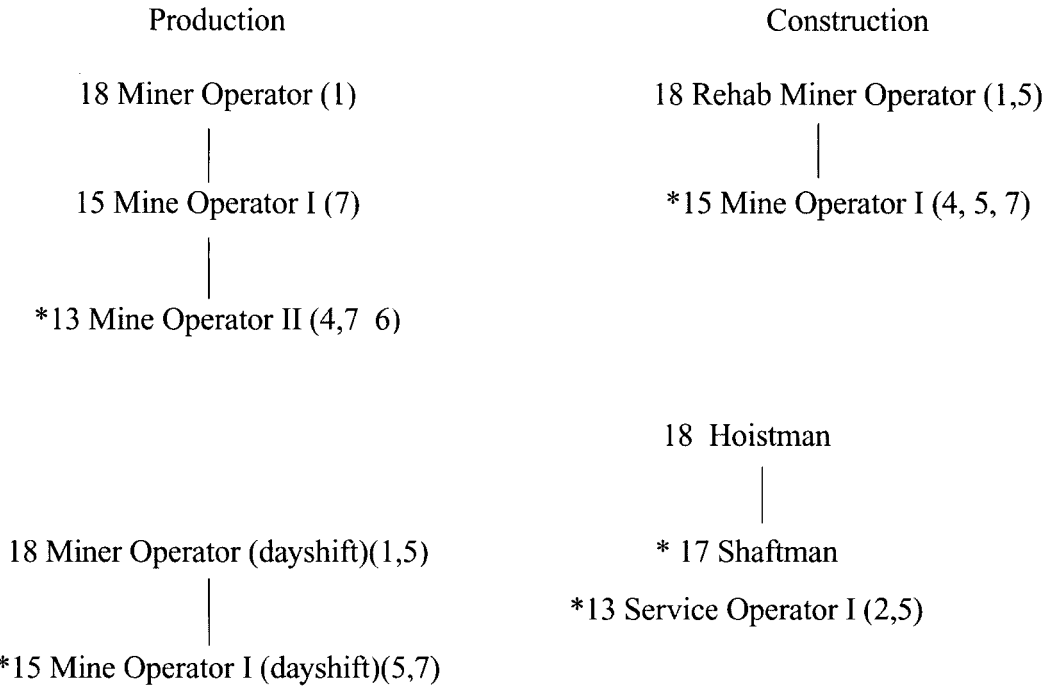 Production
Construction
18 Miner Operator (1)
18 Rehab Miner Operator (1,5)
15 Mine Operator I (7)
*15 Mine Operator I (4, 5, 7)
*13 Mine Operator II (4,7 6)
18 Hoistman
18 Miner Operator (dayshift)(1,5)
* 17 Shaftman
*13 Service Operator I (2,5)
*15 Mine Operator I (dayshift)(5,7)